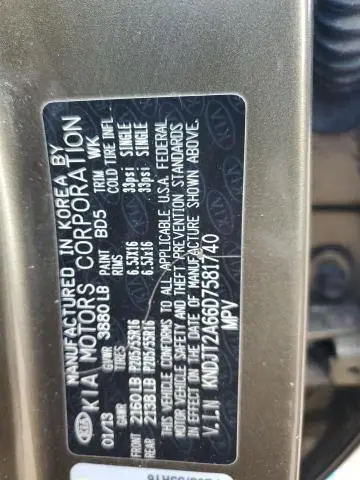 MANUFACTURED IN KOREA BY
KIA MOTORS CORPORATION
01/13 GVWR 3880 LB PAINT BD5 TRIM WK
GAWR TIRES RIMS COLD TIRE INFLATION
FRONT 2160 LB P205/55R16 6.5JX16 33psi SINGLE
REAR 2138 LB P205/55R16 6.5JX16 33psi SINGLE
THIS VEHICLE CONFORMS TO ALL APPLICABLE U.S.A. FEDERAL
MOTOR VEHICLE SAFETY, BUMPER, AND THEFT PREVENTION STANDARDS
IN EFFECT ON THE DATE OF MANUFACTURE SHOWN ABOVE.
V.I.N KNDJT2A66D7581740
MPV